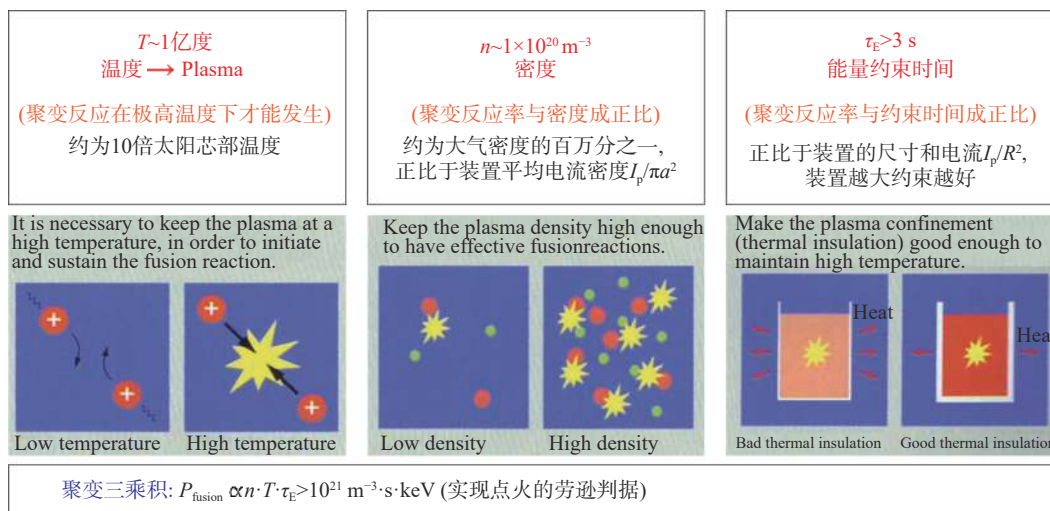 T~1亿度
温度 → Plasma
(聚变反应在极高温度下才能发生)
约为10倍太阳芯部温度
n~1×10²⁰ m⁻³
密度
(聚变反应率与密度成正比)
约为大气密度的百万分之一,
正比于装置平均电流密度Iₚ/πa²
τE>3 s
能量约束时间
(聚变反应率与约束时间成正比)
正比于装置的尺寸和电流Iₚ/R²,
装置越大约束越好
It is necessary to keep the plasma at a
high temperature, in order to initiate
and sustain the fusion reaction.
+
+
+
+
Low temperature
High temperature
Keep the plasma density high enough
to have effective fusionreactions.
Low density
High density
Make the plasma confinement
(thermal insulation) good enough to
maintain high temperature.
Heat
Heat
Bad thermal insulation
Good thermal insulation
聚变三乘积: Pfusion ∝n·T·τE>10²¹ m⁻³·s·keV (实现点火的劳逊判据)